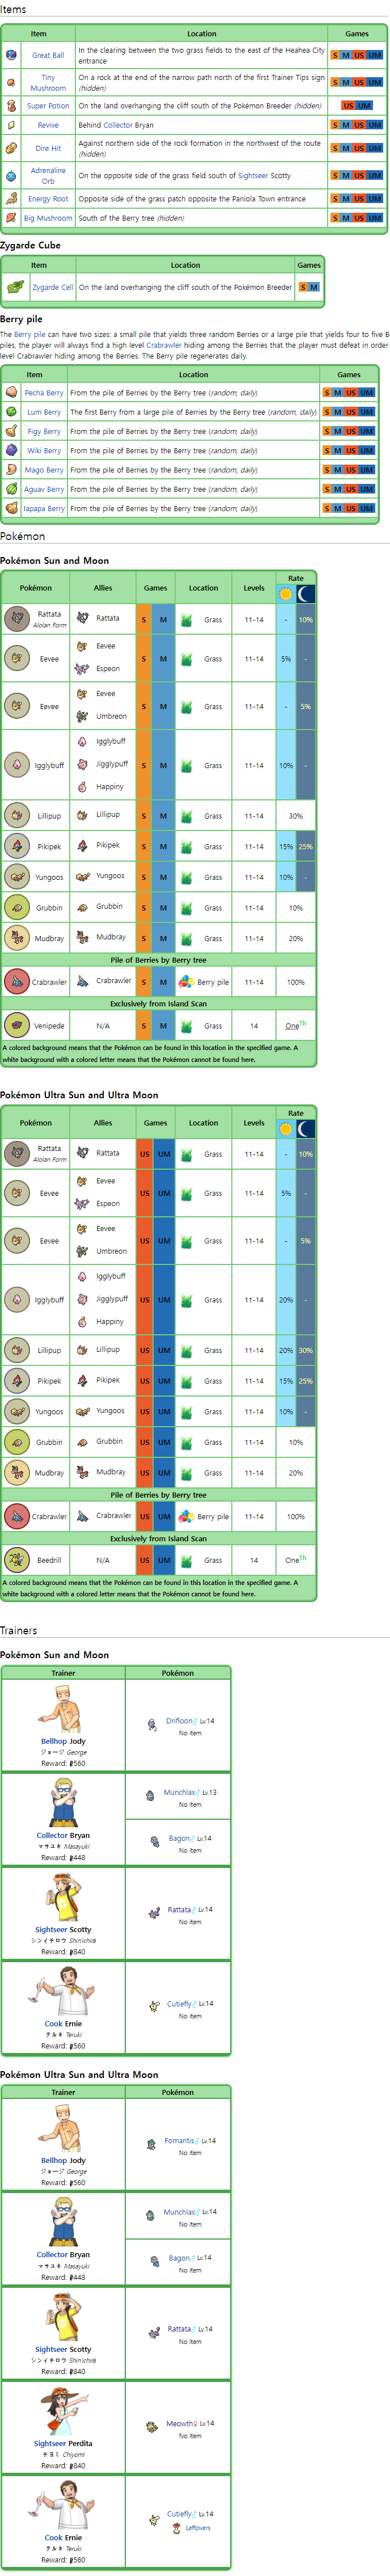 Items
Item Location Games
Great Ball In the clearing between the two grass fields to the east of the Heahea City entrance S M US UM
Tiny Mushroom On a rock at the end of the narrow path north of the first Trainer Tips sign (hidden) S M US UM
Super Potion On the land overhanging the cliff south of the Pokémon Breeder (hidden) US UM
Revive Behind Collector Bryan S M US UM
Dire Hit Against northern side of the rock formation in the northwest of the route (hidden) S M US UM
Adrenaline Orb On the opposite side of the grass field south of Sightseer Scotty S M US UM
Energy Root Opposite side of the grass patch opposite the Paniola Town entrance S M US UM
Big Mushroom South of the Berry tree (hidden) S M US UM
Zygarde Cube
Item Location Games
Zygarde Cell On the land overhanging the cliff south of the Pokémon Breeder S M
Berry pile
The Berry pile can have two sizes: a small pile that yields three random Berries or a large pile that yields four to five B
piles, the player will always find a high level Crabrawler hiding among the Berries that the player must defeat in order
level Crabrawler hiding among the Berries. The Berry pile regenerates daily.
Item Location Games
Pecha Berry From the pile of Berries by the Berry tree (random; daily) S M US UM
Lum Berry The first Berry from a large pile of Berries by the Berry tree (random, daily) S M US UM
Figy Berry From the pile of Berries by the Berry tree (random; daily) S M US UM
Wiki Berry From the pile of Berries by the Berry tree (random; daily) S M US UM
Mago Berry From the pile of Berries by the Berry tree (random; daily) S M US UM
Aguav Berry From the pile of Berries by the Berry tree (random; daily) S M US UM
Iapapa Berry From the pile of Berries by the Berry tree (random; daily) S M US UM
Pokémon
Pokémon Sun and Moon
Pokémon Allies Games Location Levels Rate
Rattata Alolan Form Rattata S M Grass 11-14 - 10%
Eevee Eevee Espeon S M Grass 11-14 5% -
Eevee Eevee Umbreon S M Grass 11-14 - 5%
Igglybuff Igglybuff Jigglypuff Happiny S M Grass 11-14 10% -
Lillipup Lillipup S M Grass 11-14 30%
Pikipek Pikipek S M Grass 11-14 15% 25%
Yungoos Yungoos S M Grass 11-14 10% -
Grubbin Grubbin S M Grass 11-14 10%
Mudbray Mudbray S M Grass 11-14 20%
Pile of Berries by Berry tree
Crabrawler Crabrawler S M Berry pile 11-14 100%
Exclusively from Island Scan
Venipede N/A S M Grass 14 OneTh
A colored background means that the Pokémon can be found in this location in the specified game. A
white background with a colored letter means that the Pokémon cannot be found here.
Pokémon Ultra Sun and Ultra Moon
Pokémon Allies Games Location Levels Rate
Rattata Alolan Form Rattata US UM Grass 11-14 - 10%
Eevee Eevee Espeon US UM Grass 11-14 5% -
Eevee Eevee Umbreon US UM Grass 11-14 - 5%
Igglybuff Igglybuff Jigglypuff Happiny US UM Grass 11-14 20% -
Lillipup Lillipup US UM Grass 11-14 20% 30%
Pikipek Pikipek US UM Grass 11-14 15% 25%
Yungoos Yungoos US UM Grass 11-14 10% -
Grubbin Grubbin US UM Grass 11-14 10%
Mudbray Mudbray US UM Grass 11-14 20%
Pile of Berries by Berry tree
Crabrawler Crabrawler US UM Berry pile 11-14 100%
Exclusively from Island Scan
Beedrill N/A US UM Grass 14 OneTh
A colored background means that the Pokémon can be found in this location in the specified game. A
white background with a colored letter means that the Pokémon cannot be found here.
Trainers
Pokémon Sun and Moon
Trainer Pokémon
Bellhop Jody
ジョージ George
Reward: 560
Drifloon♂ Lv.14
No item
Collector Bryan
マサユキ Masayuki
Reward: 448
Munchlax♂ Lv.13
No item
Bagon♂ Lv.14
No item
Sightseer Scotty
シンイチロウ Shin'ichirō
Reward: 840
Rattata♂ Lv.14
No item
Cook Ernie
テルキ Teruki
Reward: 560
Cutiefly♂ Lv.14
No item
Pokémon Ultra Sun and Ultra Moon
Trainer Pokémon
Bellhop Jody
ジョージ George
Reward: 560
Fomantis♂ Lv.14
No item
Collector Bryan
マサユキ Masayuki
Reward: 448
Munchlax♂ Lv.14
No item
Bagon♂ Lv.14
No item
Sightseer Scotty
シンイチロウ Shin'ichirō
Reward: 840
Rattata♂ Lv.14
No item
Sightseer Perdita
チヨミ Chiyomi
Reward: 840
Meowth♀ Lv.14
No item
Cook Ernie
テルキ Teruki
Reward: 560
Cutiefly♂ Lv.14
Leftovers